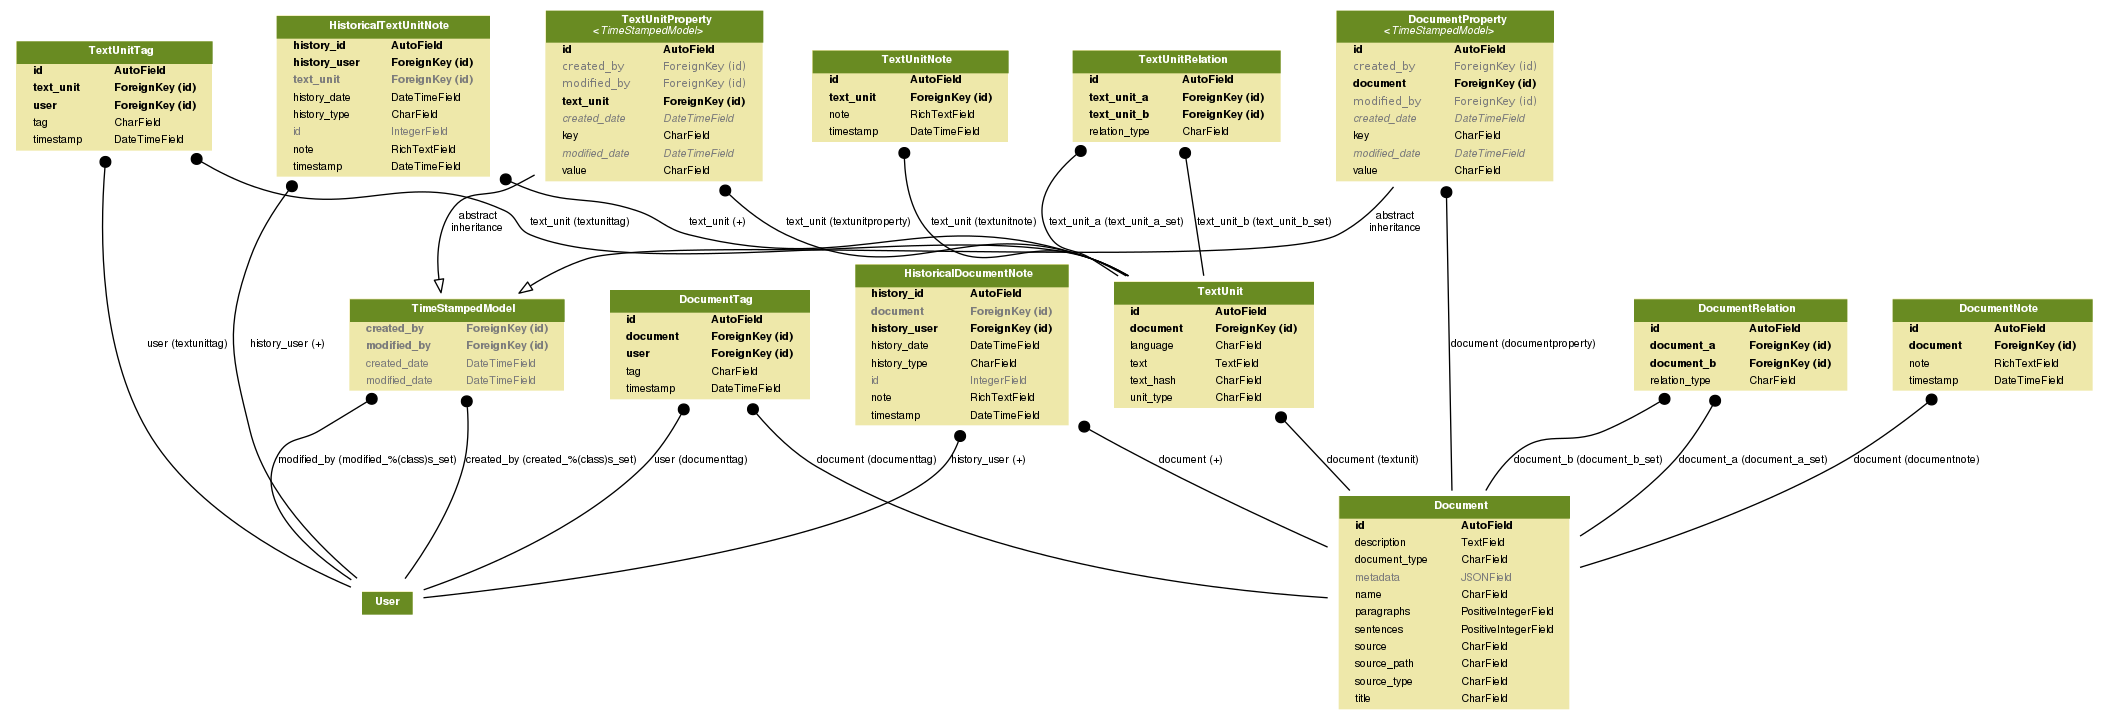 TextUnitTag
id AutoField
text_unit ForeignKey (id)
user ForeignKey (id)
tag CharField
timestamp DateTimeField
HistoricalTextUnitNote
history_id AutoField
history_user ForeignKey (id)
text_unit ForeignKey (id)
history_date DateTimeField
history_type CharField
id IntegerField
note RichTextField
timestamp DateTimeField
TextUnitProperty
<TimeStampedModel>
id AutoField
created_by ForeignKey (id)
modified_by ForeignKey (id)
text_unit ForeignKey (id)
created_date DateTimeField
key CharField
modified_date DateTimeField
value CharField
TextUnitNote
id AutoField
text_unit ForeignKey (id)
note RichTextField
timestamp DateTimeField
TextUnitRelation
id AutoField
text_unit_a ForeignKey (id)
text_unit_b ForeignKey (id)
relation_type CharField
DocumentProperty
<TimeStampedModel>
id AutoField
created_by ForeignKey (id)
document ForeignKey (id)
modified_by ForeignKey (id)
created_date DateTimeField
key CharField
modified_date DateTimeField
value CharField
abstract
inheritance
text_unit (textunittag)
text_unit (+)
text_unit (textunitproperty)
text_unit (textunitnote)
text_unit_a (text_unit_a_set)
text_unit_b (text_unit_b_set)
abstract
inheritance
TimeStampedModel
created_by ForeignKey (id)
modified_by ForeignKey (id)
created_date DateTimeField
modified_date DateTimeField
DocumentTag
id AutoField
document ForeignKey (id)
user ForeignKey (id)
tag CharField
timestamp DateTimeField
HistoricalDocumentNote
history_id AutoField
document ForeignKey (id)
history_user ForeignKey (id)
history_date DateTimeField
history_type CharField
id IntegerField
note RichTextField
timestamp DateTimeField
TextUnit
id AutoField
document ForeignKey (id)
language CharField
text TextField
text_hash CharField
unit_type CharField
DocumentRelation
id AutoField
document_a ForeignKey (id)
document_b ForeignKey (id)
relation_type CharField
DocumentNote
id AutoField
document ForeignKey (id)
note RichTextField
timestamp DateTimeField
user (textunittag)
history_user (+)
document (documentproperty)
modified_by (modified_%(class)s_set)
created_by (created_%(class)s_set)
user (documenttag)
document (documenttag)
history_user (+)
document (+)
document (textunit)
document_b (document_b_set)
document_a (document_a_set)
document (documentnote)
User
Document
id AutoField
description TextField
document_type CharField
metadata JSONField
name CharField
paragraphs PositiveIntegerField
sentences PositiveIntegerField
source CharField
source_path CharField
source_type CharField
title CharField